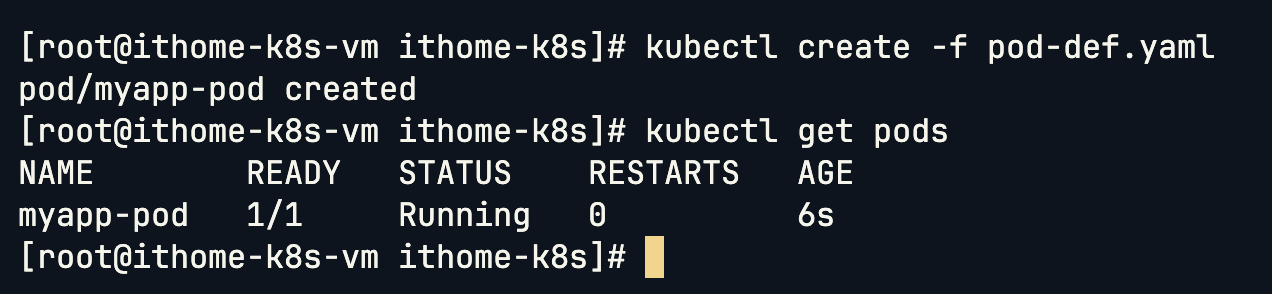 [root@ithome-k8s-vm ithome-k8s]# kubectl create -f pod-def.yaml
pod/myapp-pod created
[root@ithome-k8s-vm ithome-k8s]# kubectl get pods
NAME        READY   STATUS    RESTARTS   AGE
myapp-pod   1/1     Running   0          6s
[root@ithome-k8s-vm ithome-k8s]#